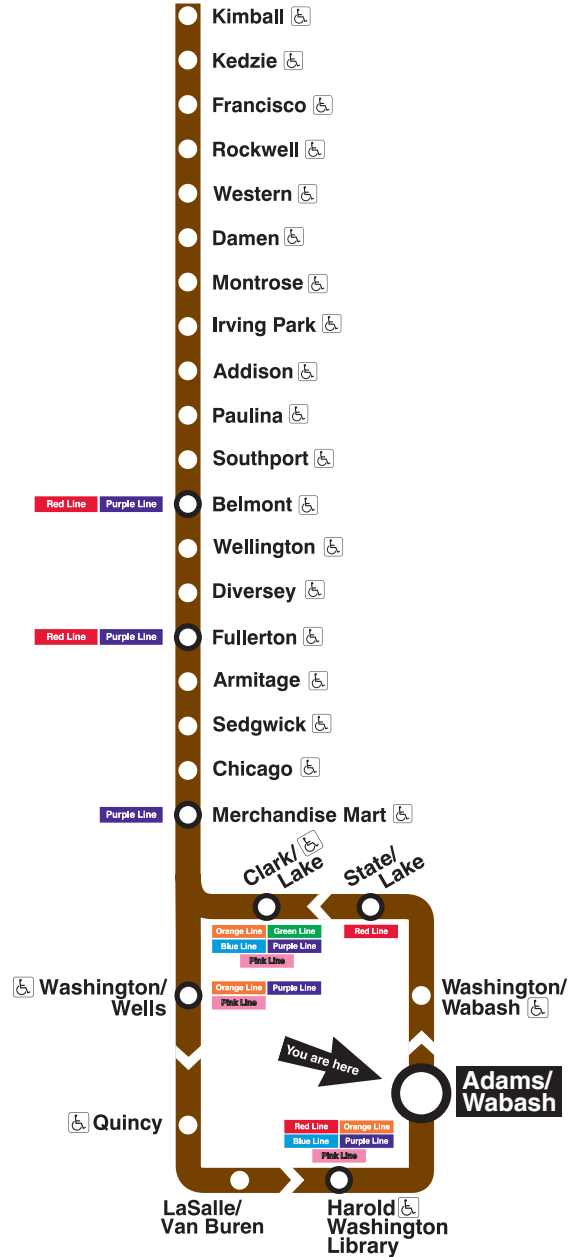 Kimball
Kedzie
Francisco
Rockwell
Western
Damen
Montrose
Irving Park
Addison
Paulina
Southport
Red Line Purple Line Belmont
Wellington
Diversey
Red Line Purple Line Fullerton
Armitage
Sedgwick
Chicago
Purple Line Merchandise Mart
Clark/
Lake
State/
Lake
Orange Line Green Line
Blue Line Purple Line
Pink Line
Red Line
Washington/
Wells
Orange Line Purple Line
Pink Line
Washington/
Wabash
You are here
Adams/
Wabash
Quincy
Red Line Orange Line
Blue Line Purple Line
Pink Line
LaSalle/
Van Buren
Harold
Washington
Library